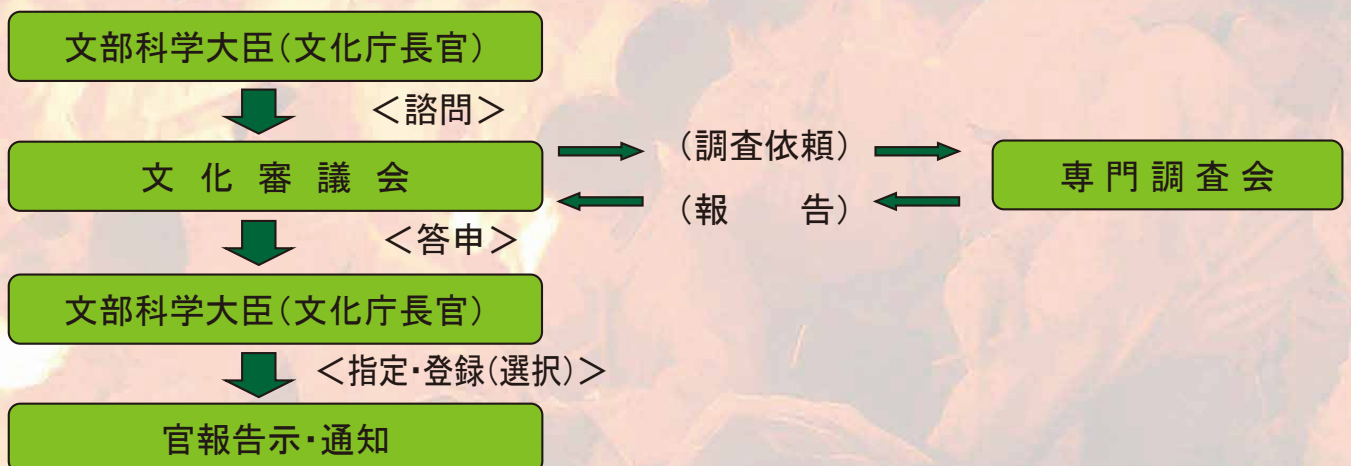 文部科学大臣(文化庁長官)
<諮問>
文化審議会
(調査依頼)
専門調査会
(報　　告)
<答申>
文部科学大臣(文化庁長官)
<指定・登録(選択)>
官報告示・通知